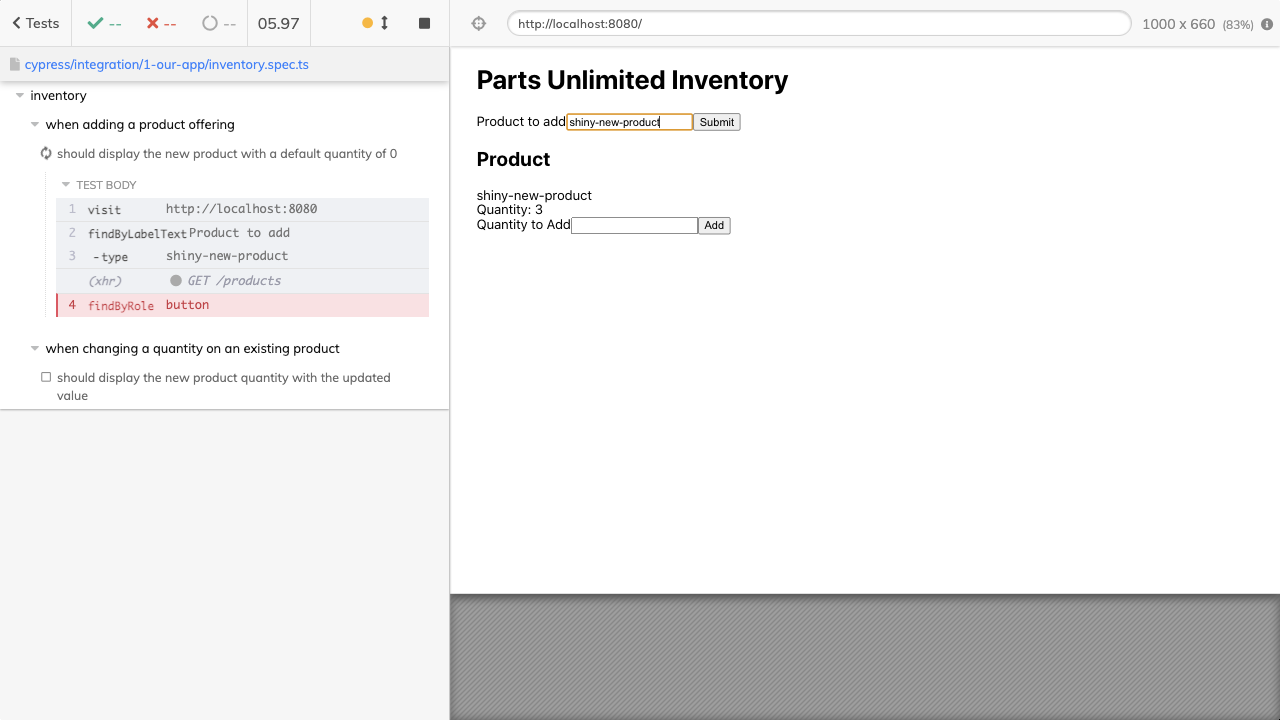 Tests
--
--
--
05.97
http://localhost:8080/
1000 x 660 (83%)
cypress/integration/1-our-app/inventory.spec.ts
inventory
when adding a product offering
should display the new product with a default quantity of 0
TEST BODY
1 visit http://localhost:8080
2 findByLabelText Product to add
3 -type shiny-new-product
(xhr) GET /products
4 findByRole button
when changing a quantity on an existing product
should display the new product quantity with the updated
value
Parts Unlimited Inventory
Product to add shiny-new-product Submit
Product
shiny-new-product
Quantity: 3
Quantity to Add Add